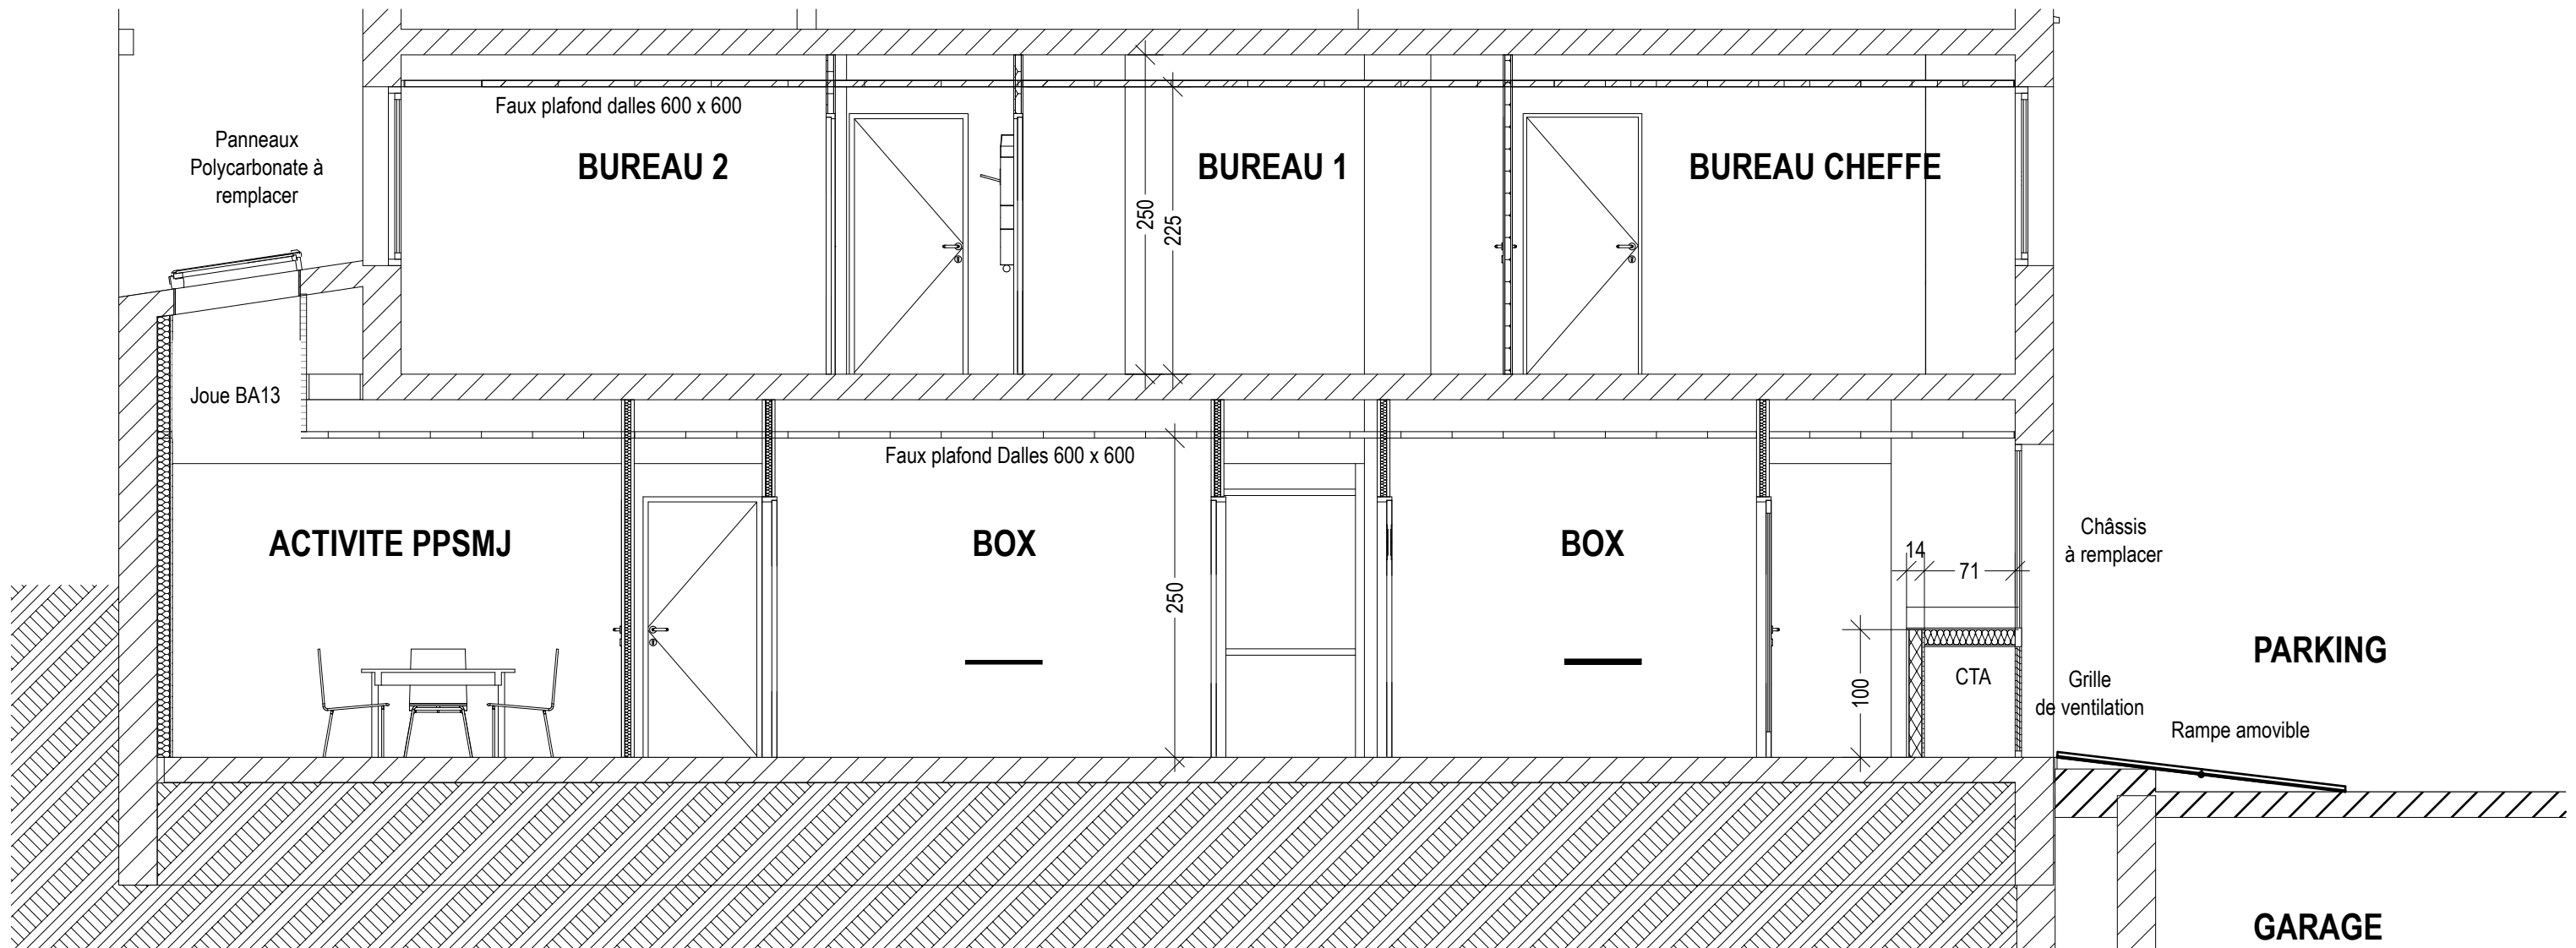 Faux plafond dalles 600 x 600
Panneaux
Polycarbonate à
remplacer
BUREAU 2
BUREAU 1
BUREAU CHEFFE
250
225
Joue BA13
Faux plafond Dalles 600 x 600
ACTIVITE PPSMJ
BOX
BOX
250
14
71
100
CTA
Châssis
à remplacer
Grille
de ventilation
PARKING
Rampe amovible
GARAGE